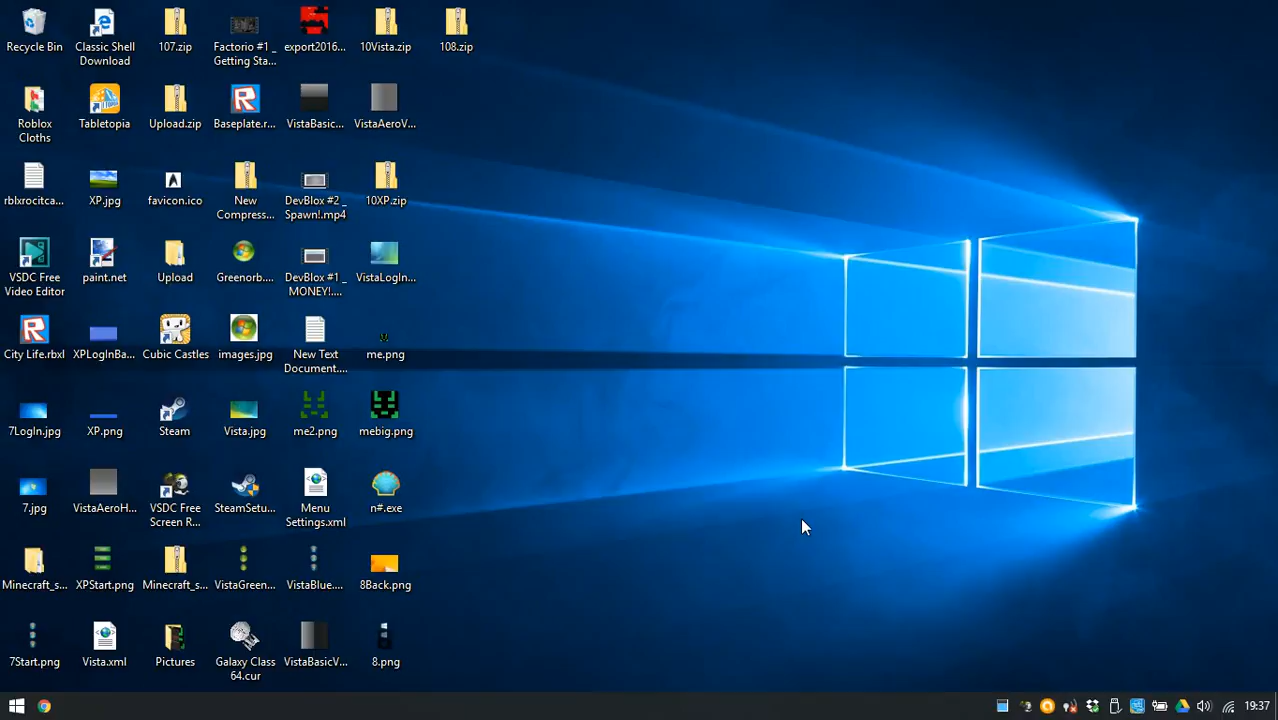 Recycle Bin
Classic Shell
Download
107.zip
Factorio #1 _
Getting Sta...
export2016...
10Vista.zip
108.zip
Roblox
Cloths
Tabletopia
Upload.zip
Baseplate.r...
VistaBasic...
VistaAeroV...
rblxrocitca...
XP.jpg
favicon.ico
New
Compress...
DevBlox #2 _
Spawn!.mp4
10XP.zip
VSDC Free
Video Editor
paint.net
Upload
Greenorb....
DevBlox #1 _
MONEY!....
VistaLogIn...
City Life.rbxl
XPLogInBa...
Cubic Castles
images.jpg
New Text
Document....
me.png
7LogIn.jpg
XP.png
Steam
Vista.jpg
me2.png
mebig.png
7.jpg
VistaAeroH...
VSDC Free
Screen R...
SteamSetu...
Menu
Settings.xml
n#.exe
Minecraft_s...
XPStart.png
Minecraft_s...
VistaGreen...
VistaBlue....
8Back.png
7Start.png
Vista.xml
Pictures
Galaxy Class
64.cur
VistaBasicV...
8.png
19:37